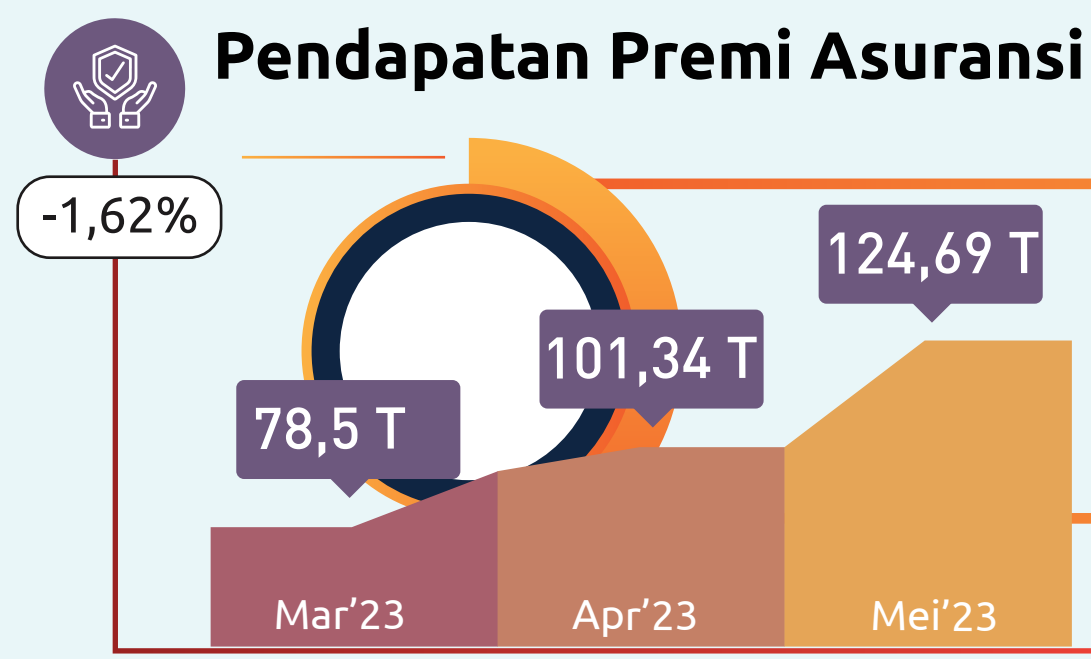 Pendapatan Premi Asuransi
-1,62%
124,69 T
101,34 T
78,5 T
Mar’23
Apr’23
Mei’23